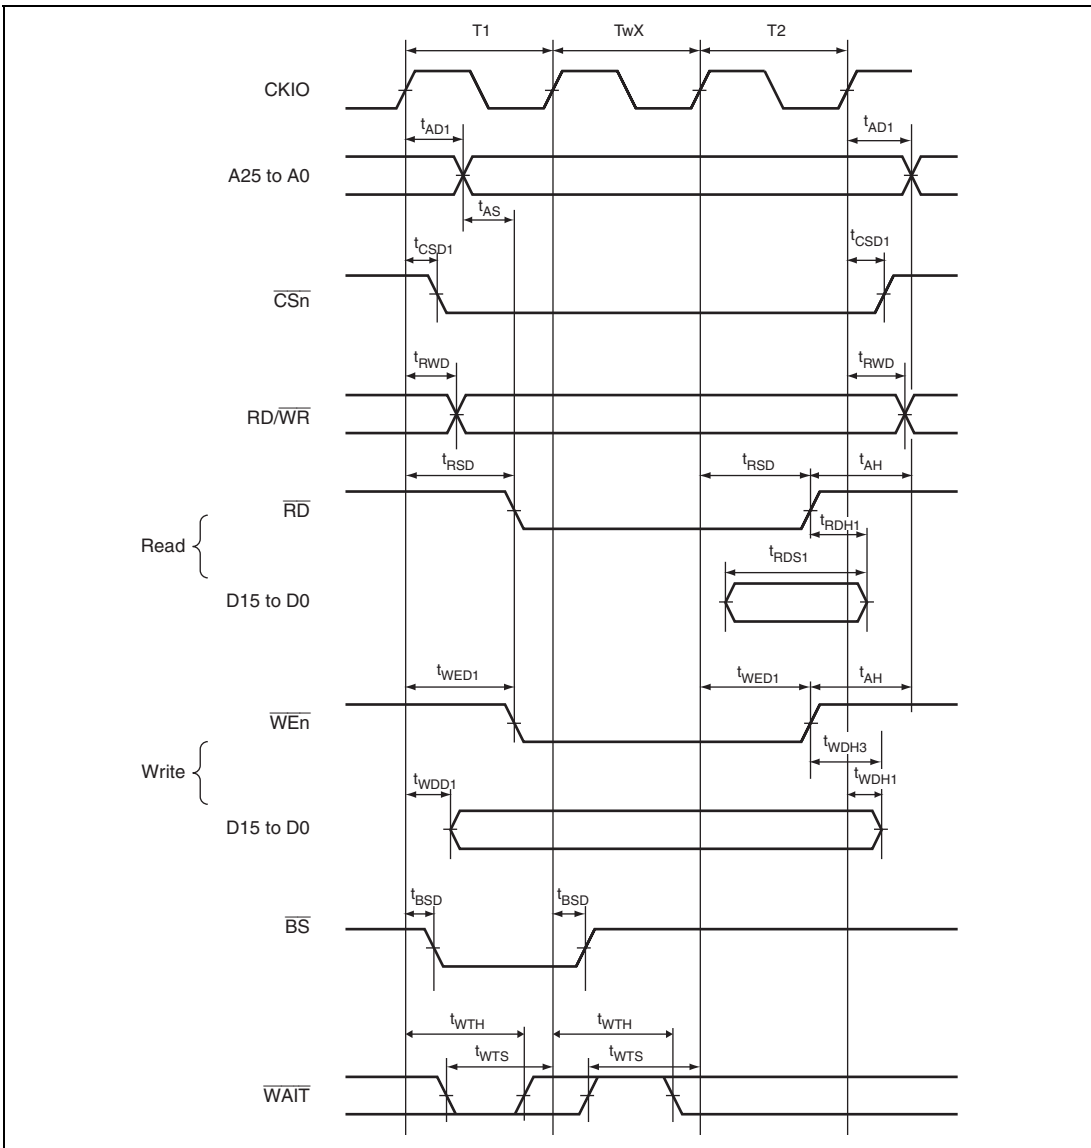 T1 TwX T2
CKIO
tAD1 tAD1
A25 to A0
tAS
tCSD1 tCSD1
CSn
tRWD tRWD
RD/WR
tRSD tRSD tAH
RD
tRDH1
Read
tRDS1
D15 to D0
tWED1 tWED1 tAH
WEn
tWDH3
Write
tWDD1 tWDH1
D15 to D0
tBSD tBSD
BS
tWTH tWTH
tWTS tWTS
WAIT